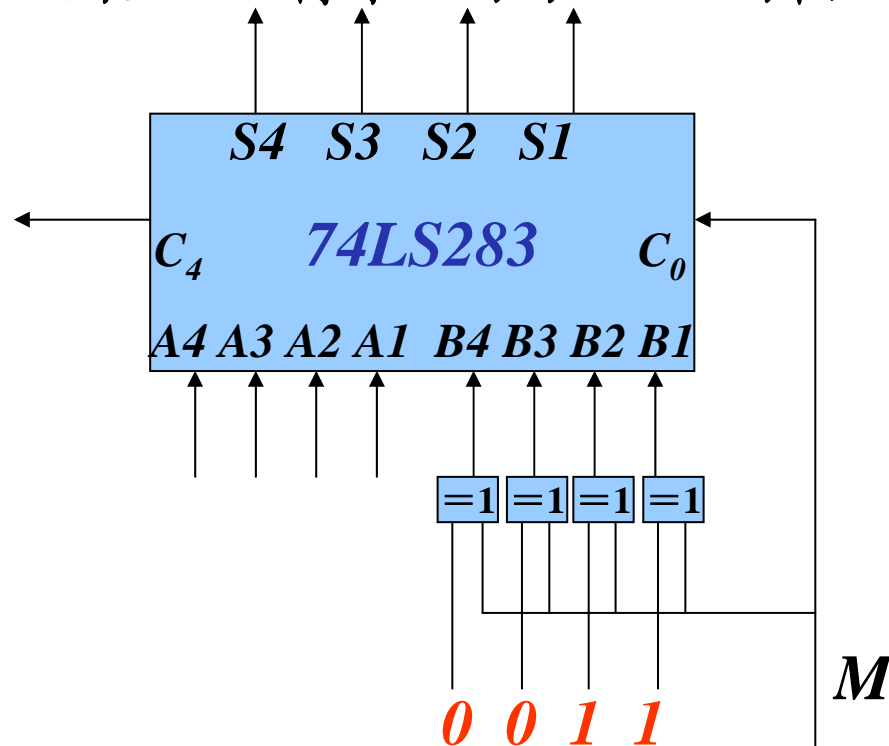 S4 S3 S2 S1
C4 74LS283 C0
A4 A3 A2 A1 B4 B3 B2 B1
=1 =1 =1 =1
M
0 0 1 1